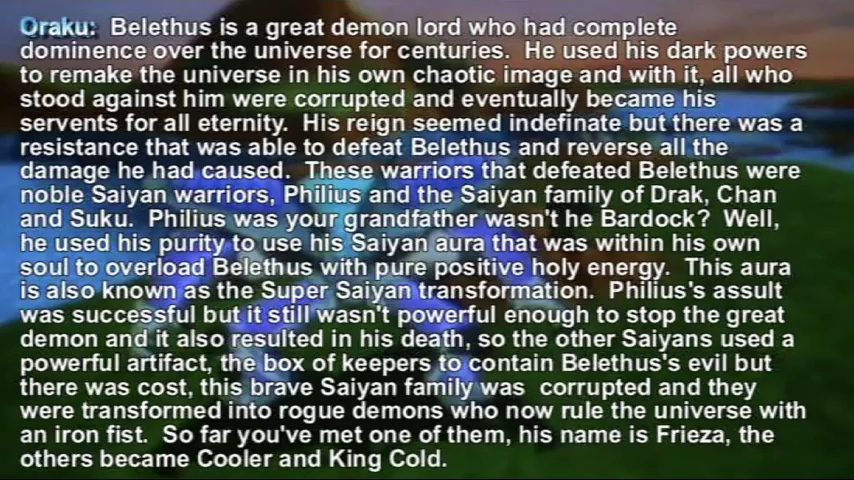 Oraku:  Belethus is a great demon lord who had complete
dominence over the universe for centuries.  He used his dark powers
to remake the universe in his own chaotic image and with it, all who
stood against him were corrupted and eventually became his
servents for all eternity.  His reign seemed indefinate but there was a
resistance that was able to defeat Belethus and reverse all the
damage he had caused.  These warriors that defeated Belethus were
noble Saiyan warriors, Philius and the Saiyan family of Drak, Chan
and Suku.  Philius was your grandfather wasn't he Bardock?  Well,
he used his purity to use his Saiyan aura that was within his own
soul to overload Belethus with pure positive holy energy.  This aura
is also known as the Super Saiyan transformation.  Philius's assult
was successful but it still wasn't powerful enough to stop the great
demon and it also resulted in his death, so the other Saiyans used a
powerful artifact, the box of keepers to contain Belethus's evil but
there was cost, this brave Saiyan family was  corrupted and they
were transformed into rogue demons who now rule the universe with
an iron fist.  So far you've met one of them, his name is Frieza, the
others became Cooler and King Cold.